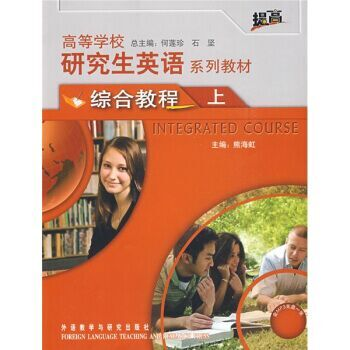 提高
高等学校 总主编：何莲珍 石 坚
研究生英语 系列教材
综合教程 上
INTEGRATED COURSE
主编：熊海虹
外语教学与研究出版社
FOREIGN LANGUAGE TEACHING AND RESEARCH PRESS